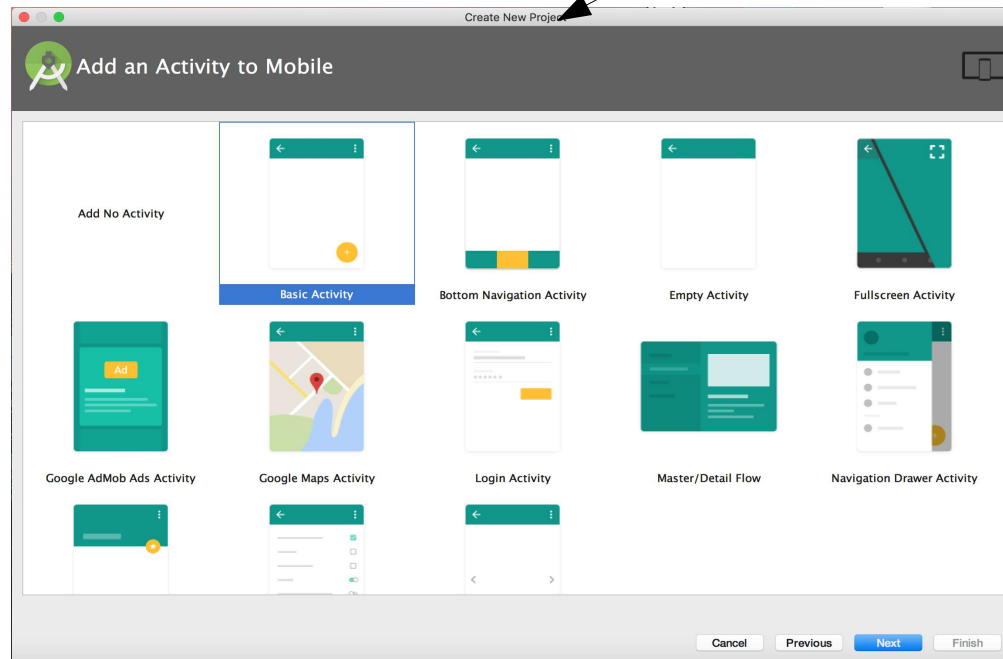 Create New Project
Add an Activity to Mobile
Add No Activity
Basic Activity
Bottom Navigation Activity
Empty Activity
Fullscreen Activity
Ad
Google AdMob Ads Activity
Google Maps Activity
Login Activity
Master/Detail Flow
Navigation Drawer Activity
Cancel
Previous
Next
Finish